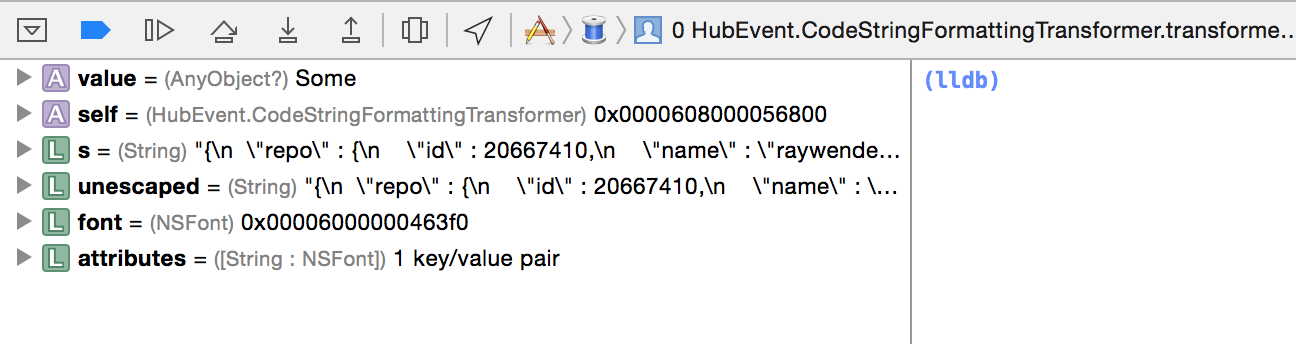 0 HubEvent.CodeStringFormattingTransformer.transforme...
A value = (AnyObject?) Some
A self = (HubEvent.CodeStringFormattingTransformer) 0x0000608000056800
L s = (String) "{\n  \"repo\" : {\n    \"id\" : 20667410,\n    \"name\" : \"raywende...
L unescaped = (String) "{\n  \"repo\" : {\n    \"id\" : 20667410,\n    \"name\" : \...
L font = (NSFont) 0x00006000000463f0
L attributes = ([String : NSFont]) 1 key/value pair
(lldb)